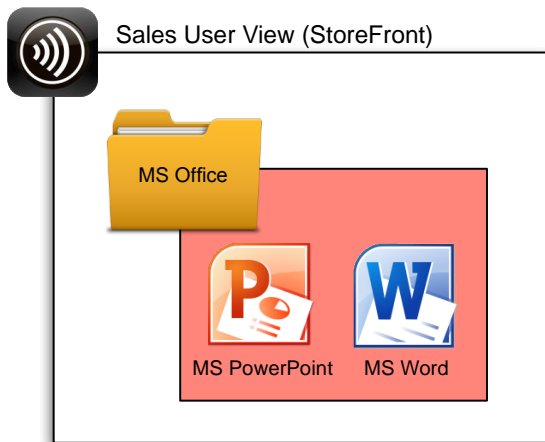 Sales User View (StoreFront)
MS Office
P
W
MS PowerPoint
MS Word